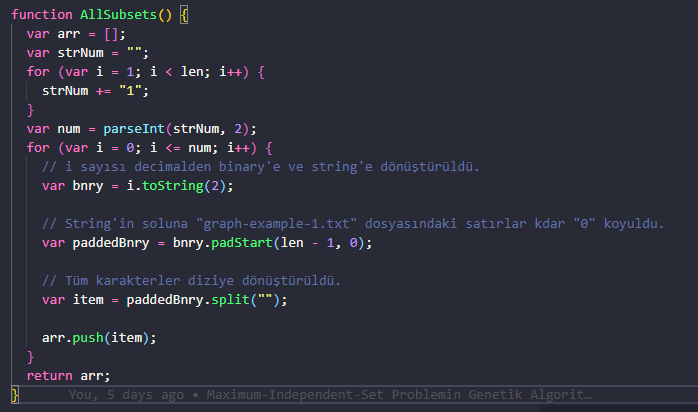 function AllSubsets() {
var arr = [];
var strNum = "";
for (var i = 1; i < len; i++) {
strNum += "1";
}
var num = parseInt(strNum, 2);
for (var i = 0; i <= num; i++) {
// i sayısı decimalden binary'e ve string'e dönüştürüldü.
var bnry = i.toString(2);
// String'in soluna "graph-example-1.txt" dosyasındaki satırlar kdar "0" koyuldu.
var paddedBnry = bnry.padStart(len - 1, 0);
// Tüm karakterler diziye dönüştürüldü.
var item = paddedBnry.split("");
arr.push(item);
}
return arr;
} You, 5 days ago • Maximum-Independent-Set Problemin Genetik Algorit…